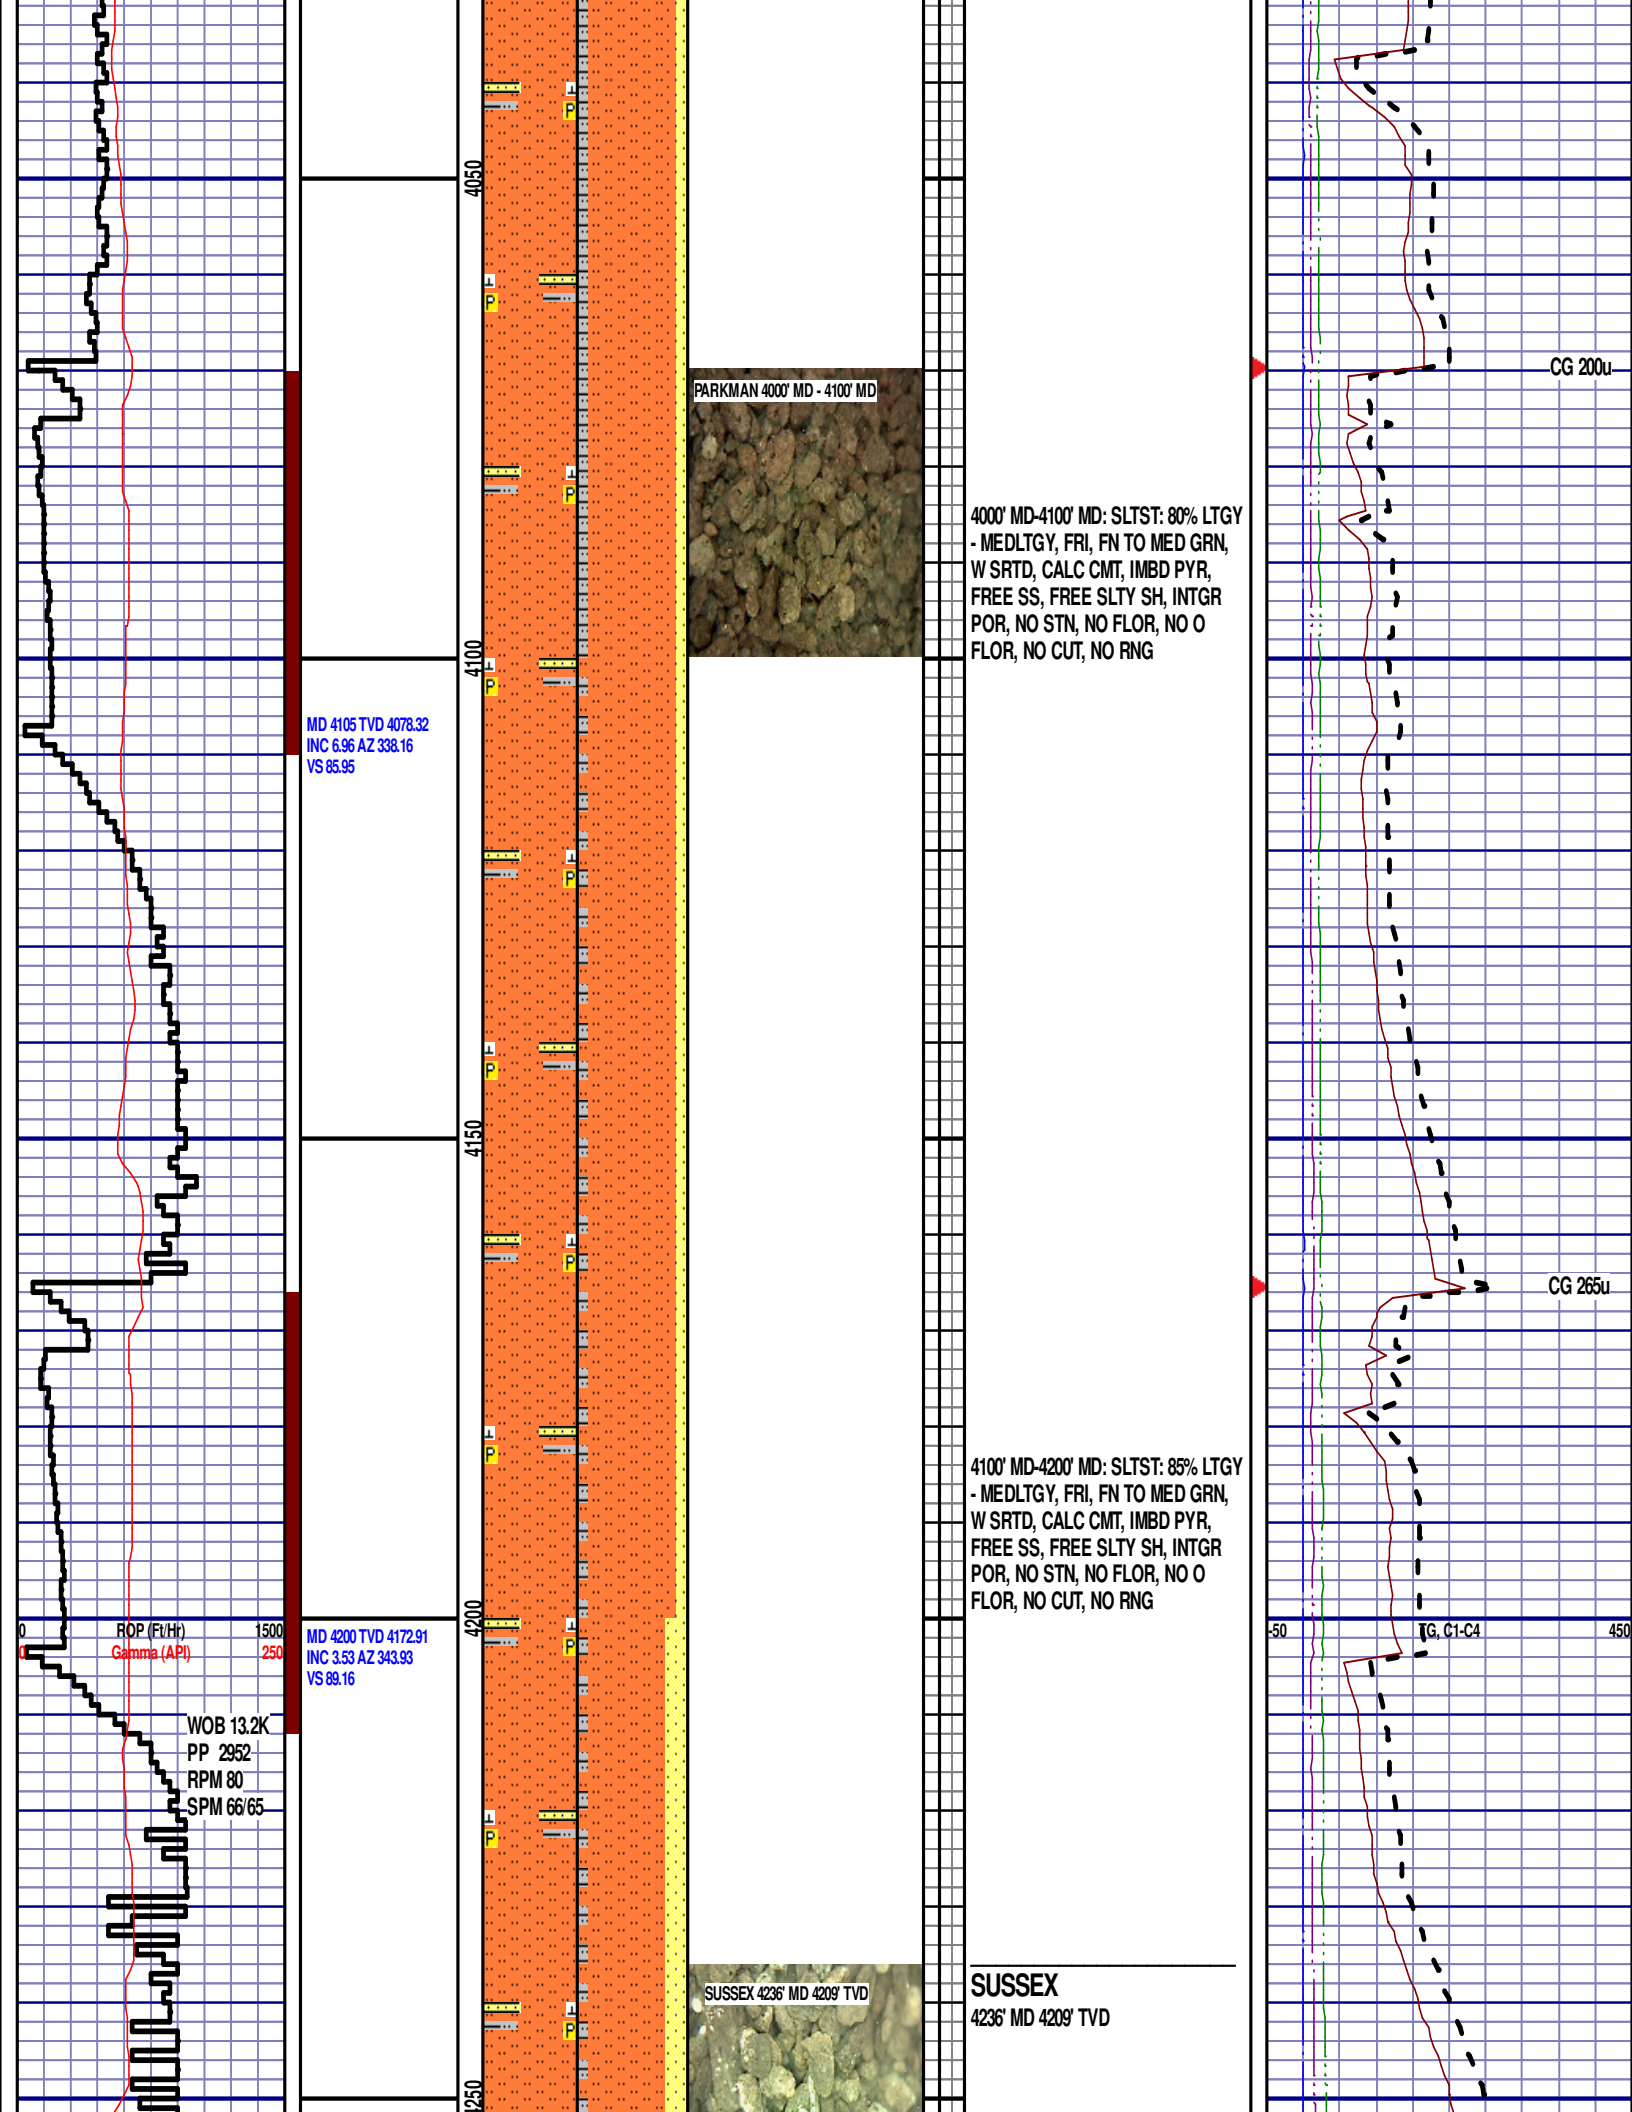 4050
CG 200u
PARKMAN 4000' MD - 4100' MD
4000' MD-4100' MD: SLTST: 80% LTGY
- MEDLTGY, FRI, FN TO MED GRN,
W SRTD, CALC CMT, IMBD PYR,
FREE SS, FREE SLTY SH, INTGR
POR, NO STN, NO FLOR, NO O
FLOR, NO CUT, NO RNG
4100
MD 4105 TVD 4078.32
INC 6.96 AZ 338.16
VS 85.95
4150
CG 265u
4100' MD-4200' MD: SLTST: 85% LTGY
- MEDLTGY, FRI, FN TO MED GRN,
W SRTD, CALC CMT, IMBD PYR,
FREE SS, FREE SLTY SH, INTGR
POR, NO STN, NO FLOR, NO O
FLOR, NO CUT, NO RNG
4200
0 ROP (Ft/Hr) 1500
0 Gamma (API) 250
MD 4200 TVD 4172.91
INC 3.53 AZ 343.93
VS 89.16
-50 TG, C1-C4 450
WOB 13.2K
PP 2952
RPM 80
SPM 66/65
SUSSEX 4236' MD 4209' TVD
SUSSEX
4236' MD 4209' TVD
4250
P
P
P
P
P
P
P
P
P
P
P